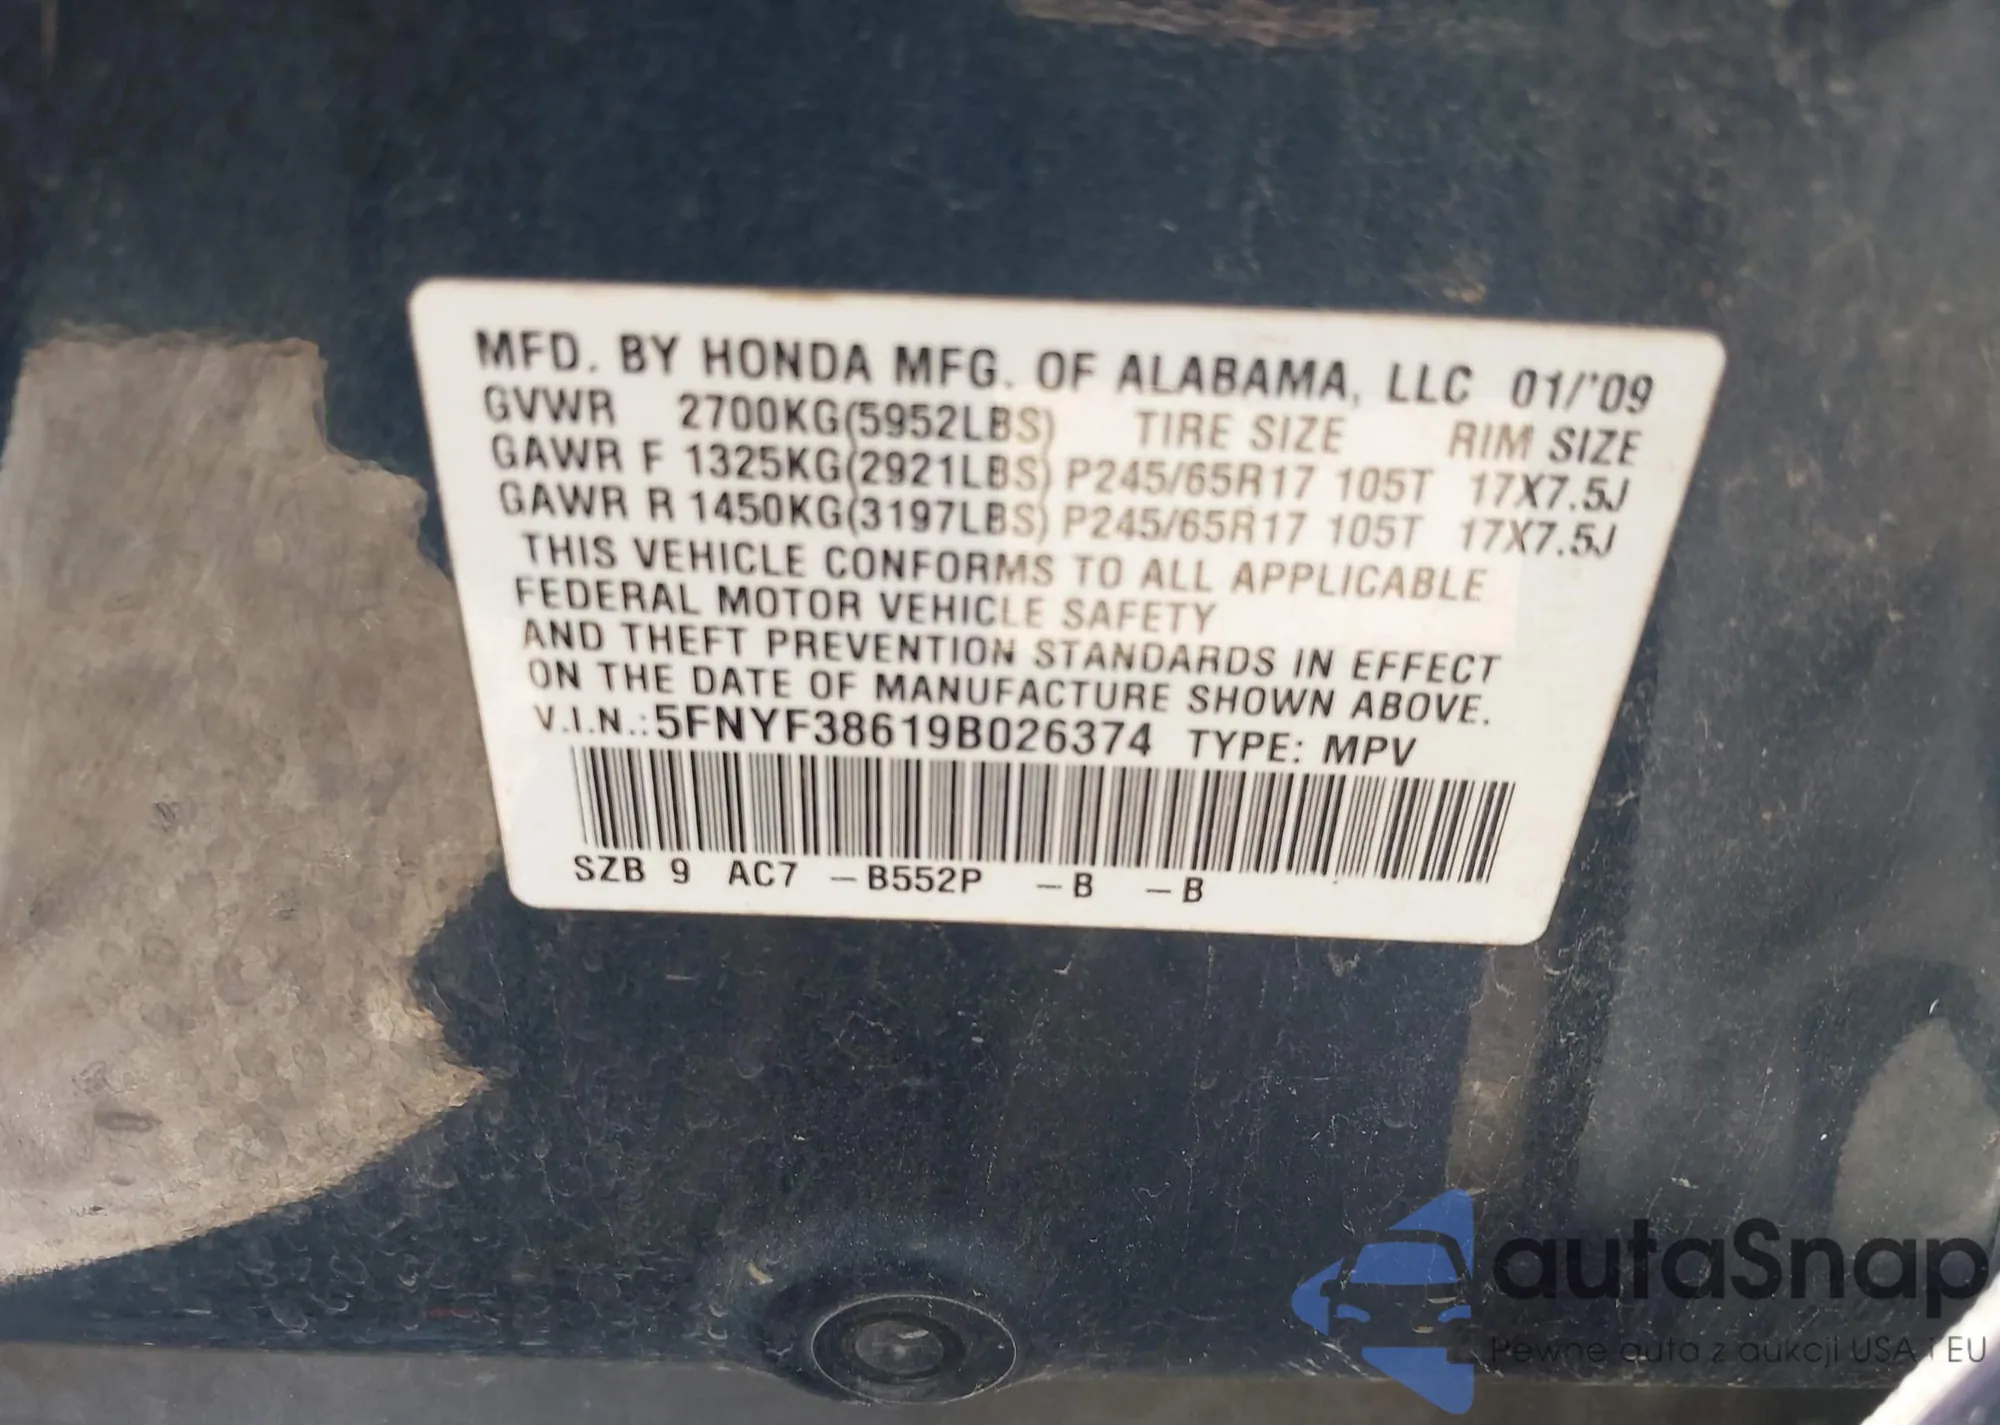 MFD. BY HONDA MFG. OF ALABAMA, LLC 01/'09
GVWR 2700KG(5952LBS) TIRE SIZE RIM SIZE
GAWR F 1325KG(2921LBS) P245/65R17 105T 17X7.5J
GAWR R 1450KG(3197LBS) P245/65R17 105T 17X7.5J
THIS VEHICLE CONFORMS TO ALL APPLICABLE
FEDERAL MOTOR VEHICLE SAFETY
AND THEFT PREVENTION STANDARDS IN EFFECT
ON THE DATE OF MANUFACTURE SHOWN ABOVE.
V.I.N.: 5FNYF38619B026374 TYPE: MPV
SZB 9 AC7 -B552P -B -B
autaSnap
Pewne auta z aukcji USA i EU